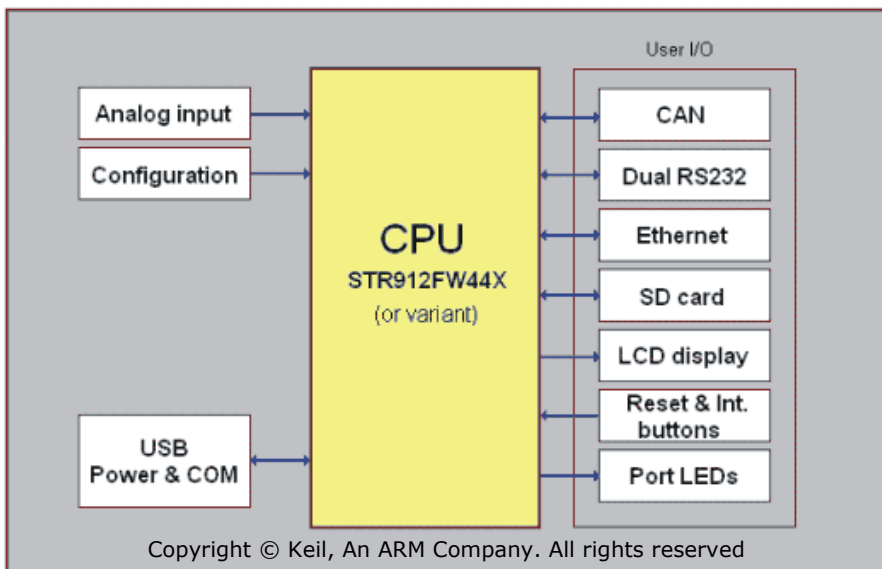 User I/O
Analog input
Configuration
USB
Power & COM
CPU
STR912FW44X
(or variant)
CAN
Dual RS232
Ethernet
SD card
LCD display
Reset & Int.
buttons
Port LEDs
Copyright © Keil, An ARM Company. All rights reserved